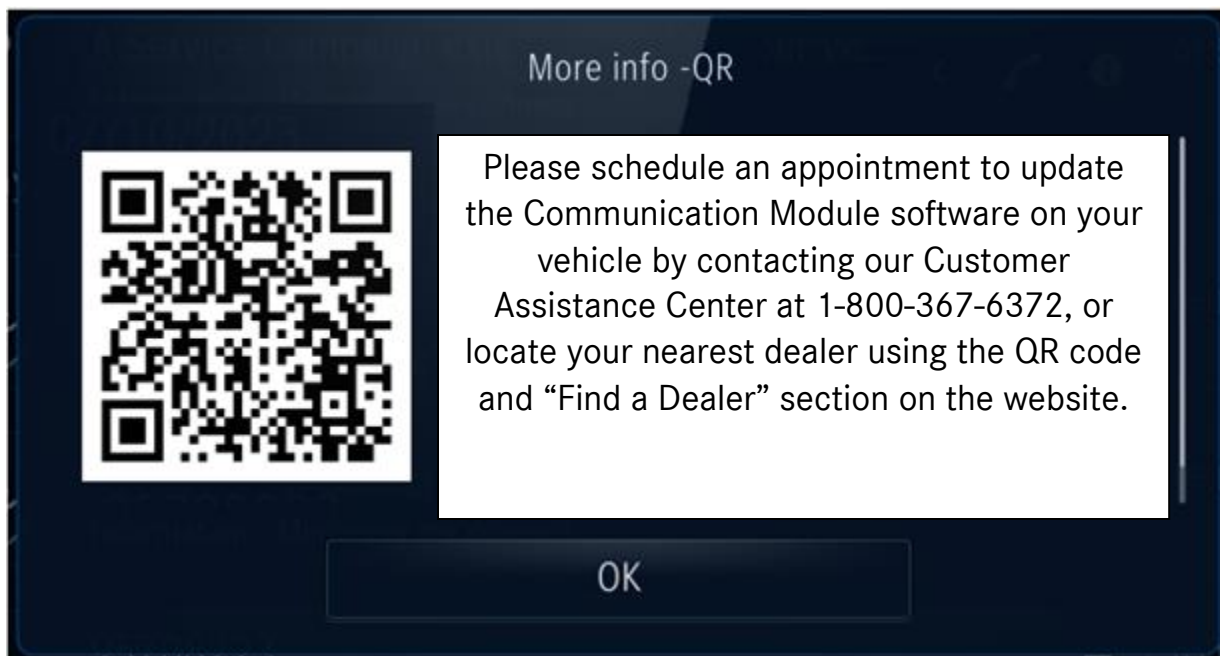 More info -QR
Please schedule an appointment to update
the Communication Module software on your
vehicle by contacting our Customer
Assistance Center at 1-800-367-6372, or
locate your nearest dealer using the QR code
and “Find a Dealer” section on the website.
OK